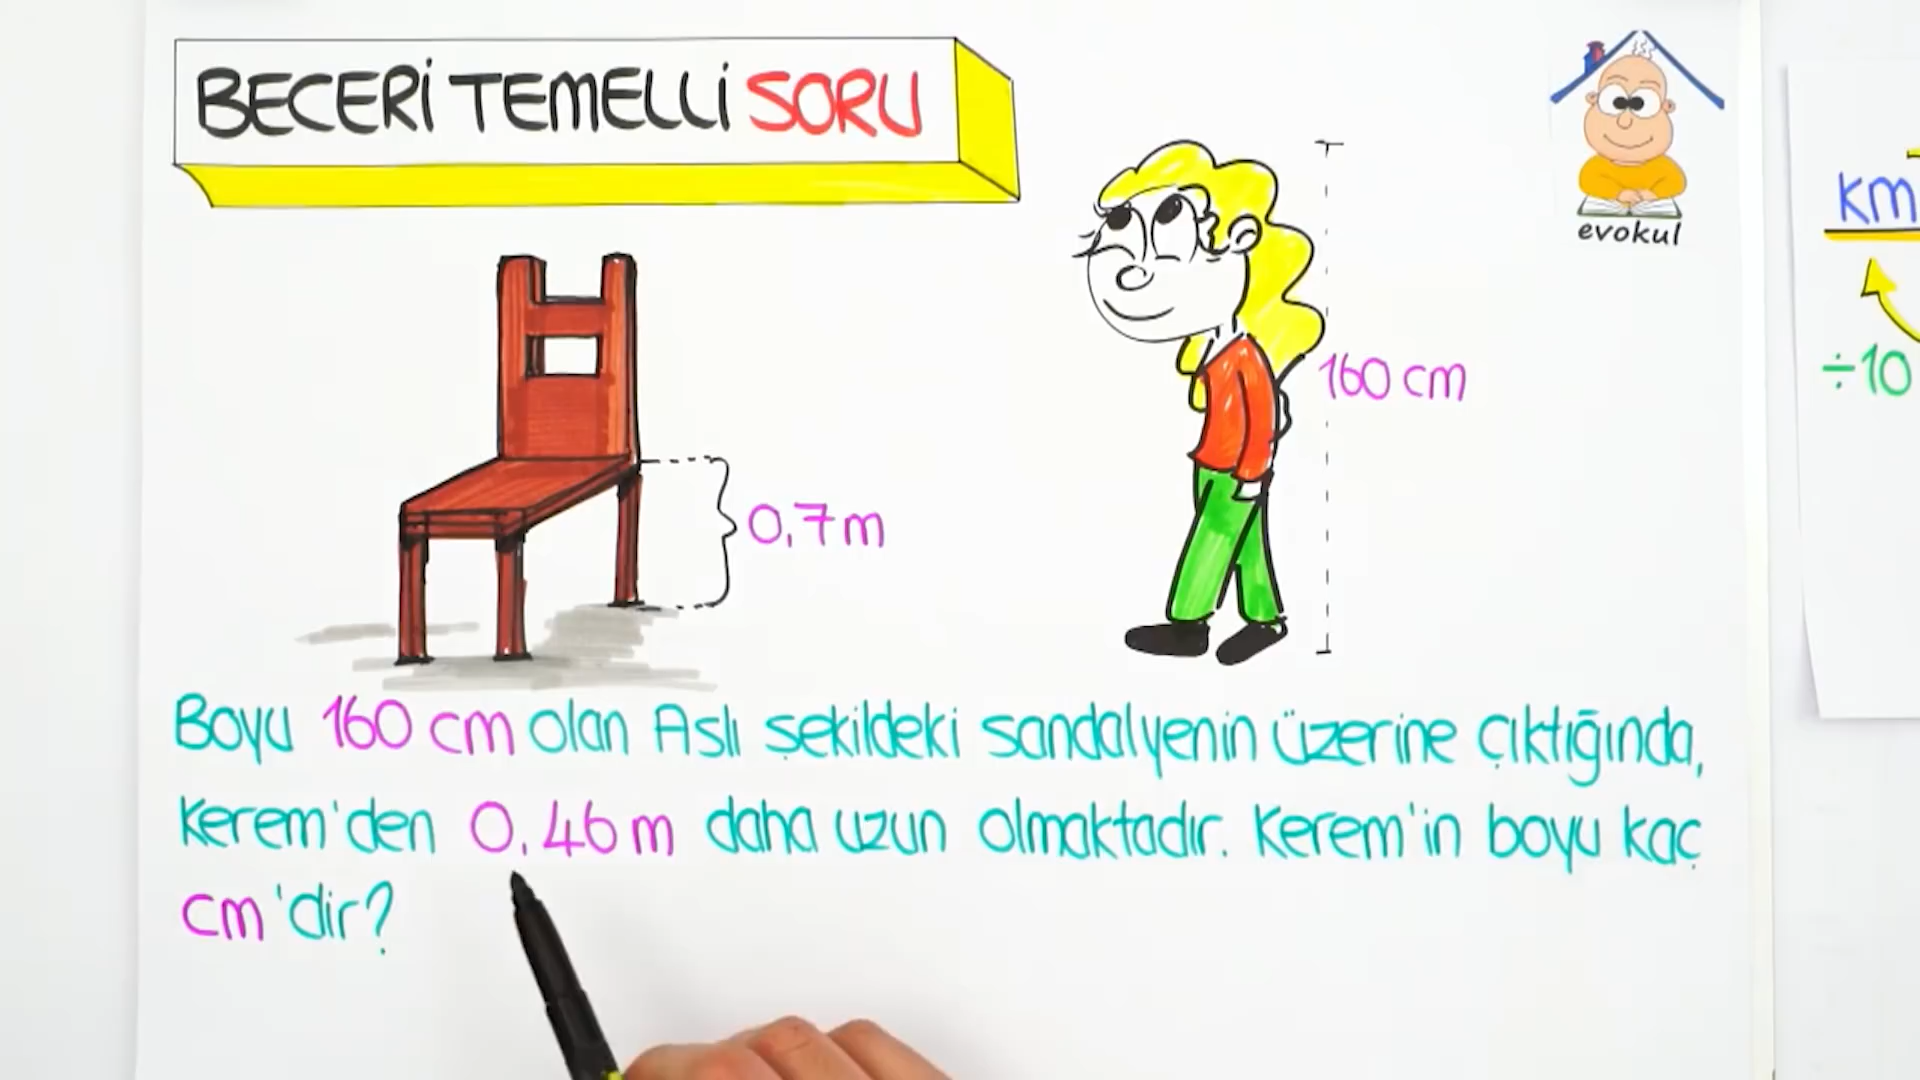 BECERİ TEMELLİ SORU
evokul
km
÷10
160 cm
0,7 m
Boyu 160 cm olan Aslı şekildeki sandalyenin üzerine çıktığında,
Kerem'den 0,46 m daha uzun olmaktadır. Kerem'in boyu kaç
cm'dir?